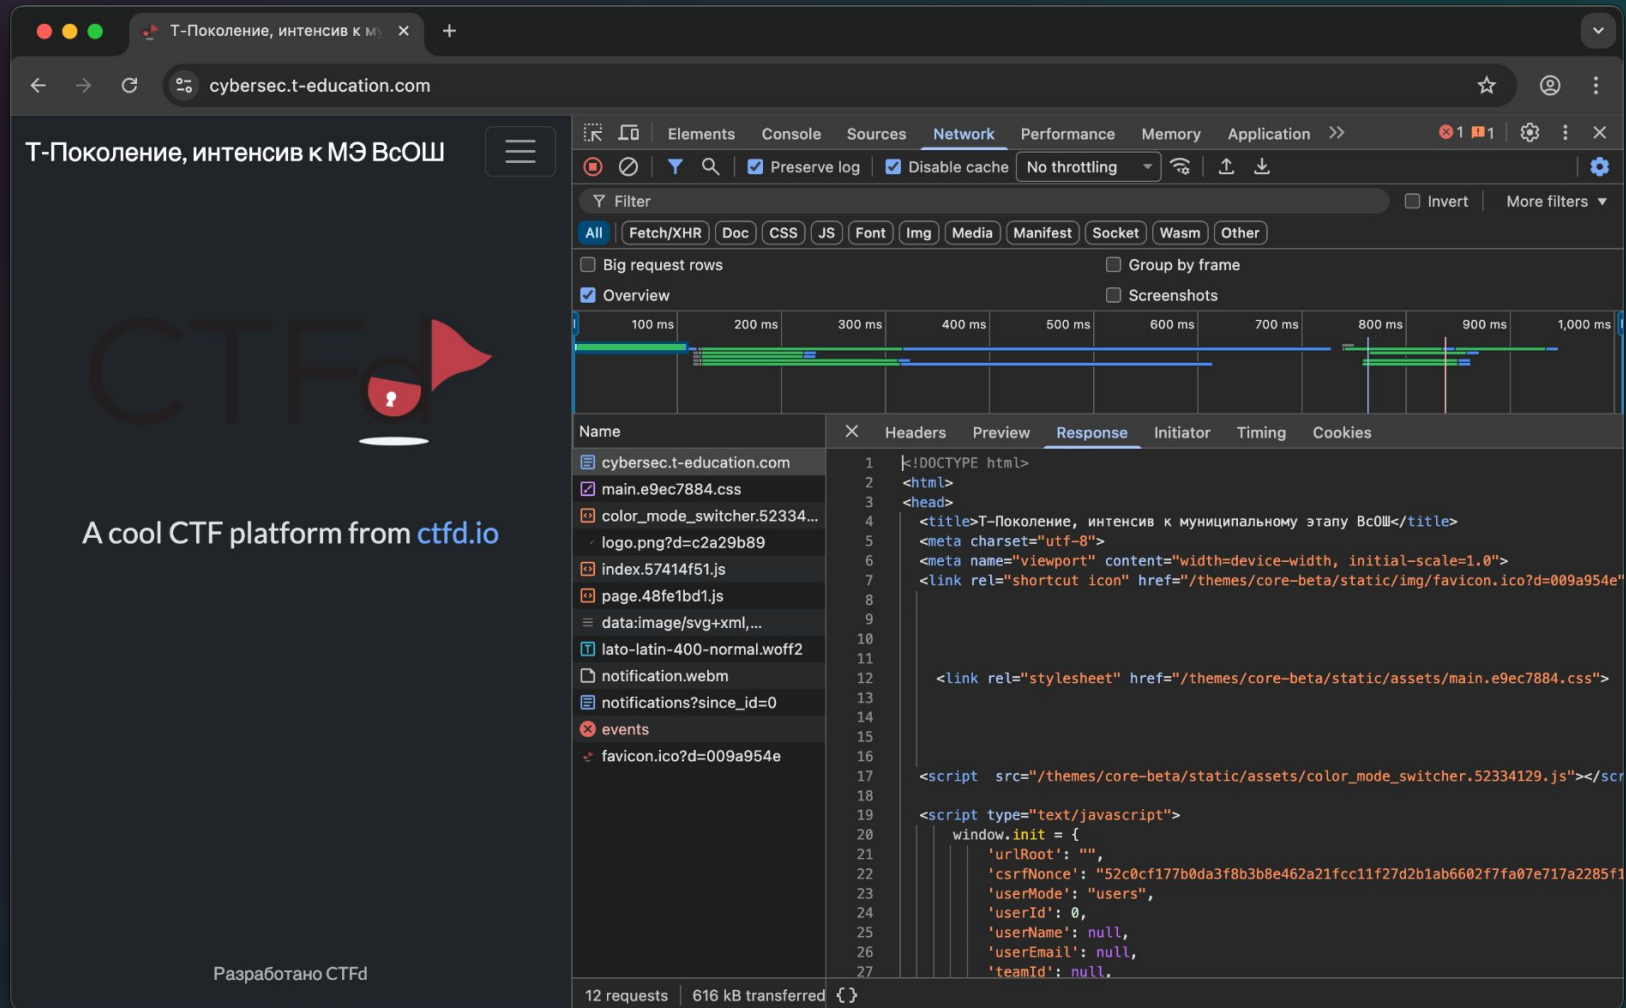 Т-Поколение, интенсив к му
cybersec.t-education.com
Т-Поколение, интенсив к МЭ ВсОШ
CTFd
A cool CTF platform from ctfd.io
Разработано CTFd
Elements Console Sources Network Performance Memory Application 1 1
Preserve log Disable cache No throttling
Filter Invert More filters
All Fetch/XHR Doc CSS JS Font Img Media Manifest Socket Wasm Other
Big request rows Group by frame
Overview Screenshots
100 ms 200 ms 300 ms 400 ms 500 ms 600 ms 700 ms 800 ms 900 ms 1,000 ms
Name
cybersec.t-education.com
main.e9ec7884.css
color_mode_switcher.52334...
logo.png?d=c2a29b89
index.57414f51.js
page.48fe1bd1.js
data:image/svg+xml,...
lato-latin-400-normal.woff2
notification.webm
notifications?since_id=0
events
favicon.ico?d=009a954e
12 requests 616 kB transferred
Headers Preview Response Initiator Timing Cookies
1 <!DOCTYPE html>
2 <html>
3 <head>
4 <title>Т-Поколение, интенсив к муниципальному этапу ВсОШ</title>
5 <meta charset="utf-8">
6 <meta name="viewport" content="width=device-width, initial-scale=1.0">
7 <link rel="shortcut icon" href="/themes/core-beta/static/img/favicon.ico?d=009a954e"
8
9
10
11
12 <link rel="stylesheet" href="/themes/core-beta/static/assets/main.e9ec7884.css">
13
14
15
16
17 <script src="/themes/core-beta/static/assets/color_mode_switcher.52334129.js"></scr
18
19 <script type="text/javascript">
20 window.init = {
21 'urlRoot': "",
22 'csrfNonce': "52c0cf177b0da3f8b3b8e462a21fcc11f27d2b1ab6602f7fa07e717a2285f1
23 'userMode': "users",
24 'userId': 0,
25 'userName': null,
26 'userEmail': null,
27 'teamId': null,
{}